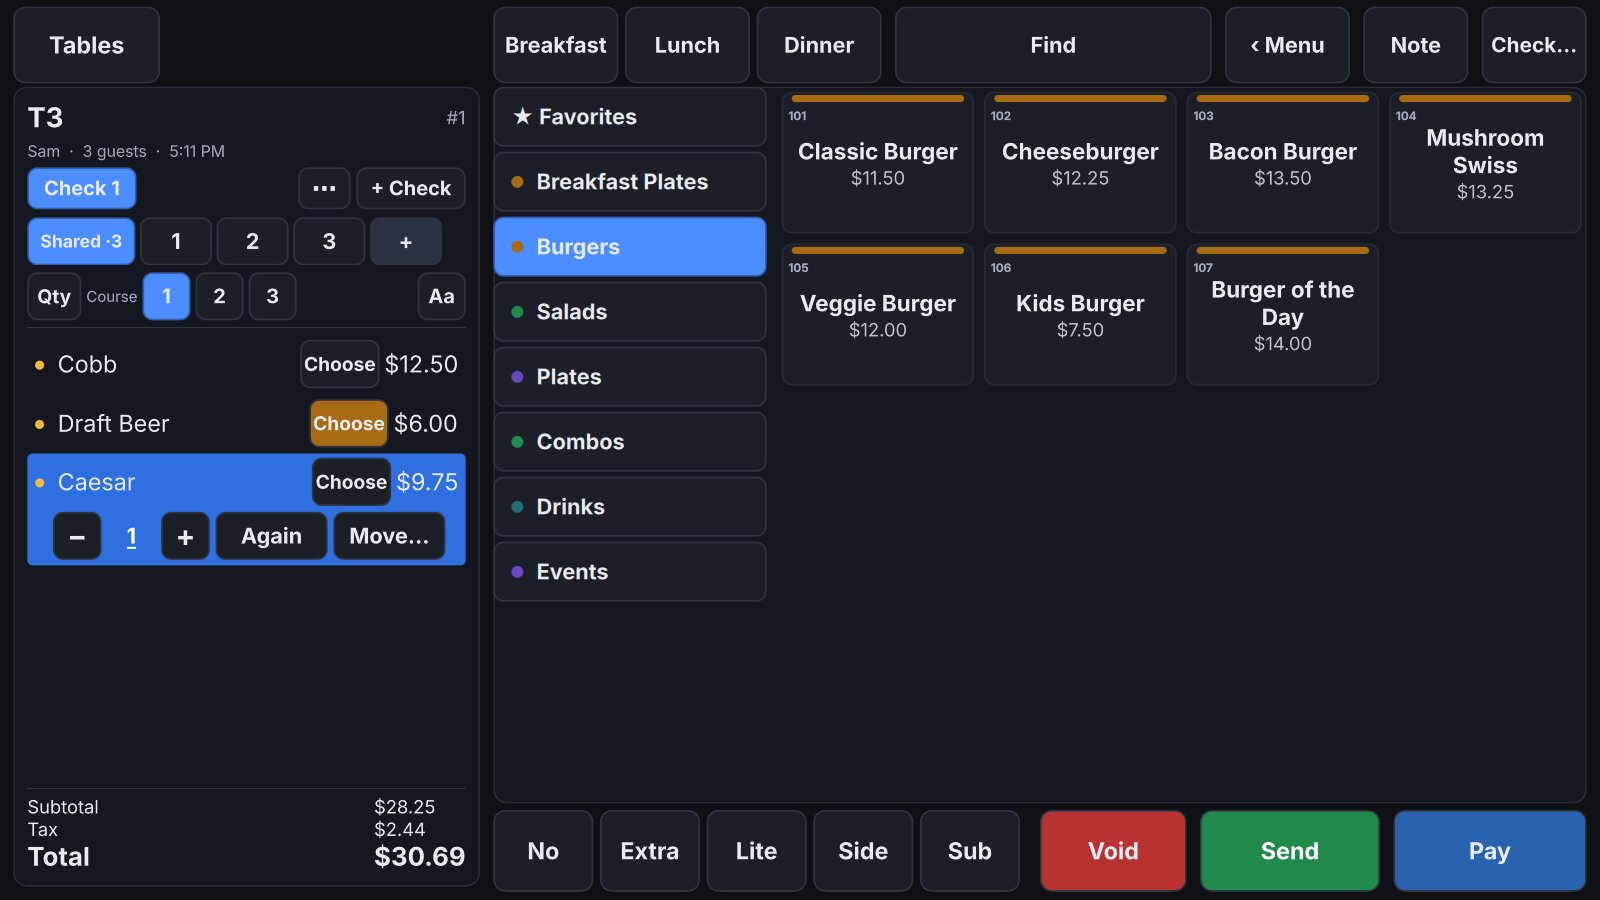 Tables
Breakfast
Lunch
Dinner
Find
‹ Menu
Note
Check...
T3
#1
Sam · 3 guests · 5:11 PM
Check 1
···
+ Check
Shared ·3
1
2
3
+
Qty
Course
1
2
3
Aa
Cobb
Choose
$12.50
Draft Beer
Choose
$6.00
Caesar
Choose
$9.75
−
1
+
Again
Move...
Subtotal
$28.25
Tax
$2.44
Total
$30.69
★ Favorites
Breakfast Plates
Burgers
Salads
Plates
Combos
Drinks
Events
101
Classic Burger
$11.50
102
Cheeseburger
$12.25
103
Bacon Burger
$13.50
104
Mushroom
Swiss
$13.25
105
Veggie Burger
$12.00
106
Kids Burger
$7.50
107
Burger of the
Day
$14.00
No
Extra
Lite
Side
Sub
Void
Send
Pay